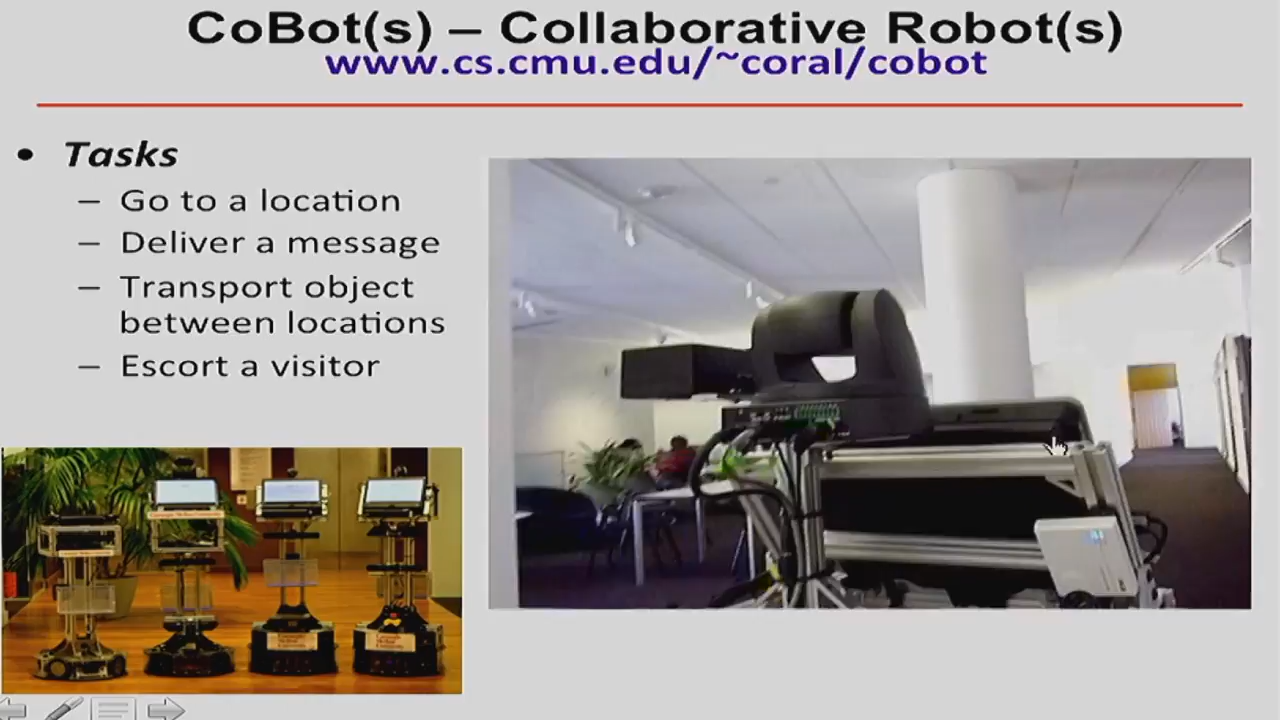 CoBot(s) – Collaborative Robot(s)
www.cs.cmu.edu/~coral/cobot
• Tasks
– Go to a location
– Deliver a message
– Transport object
between locations
– Escort a visitor